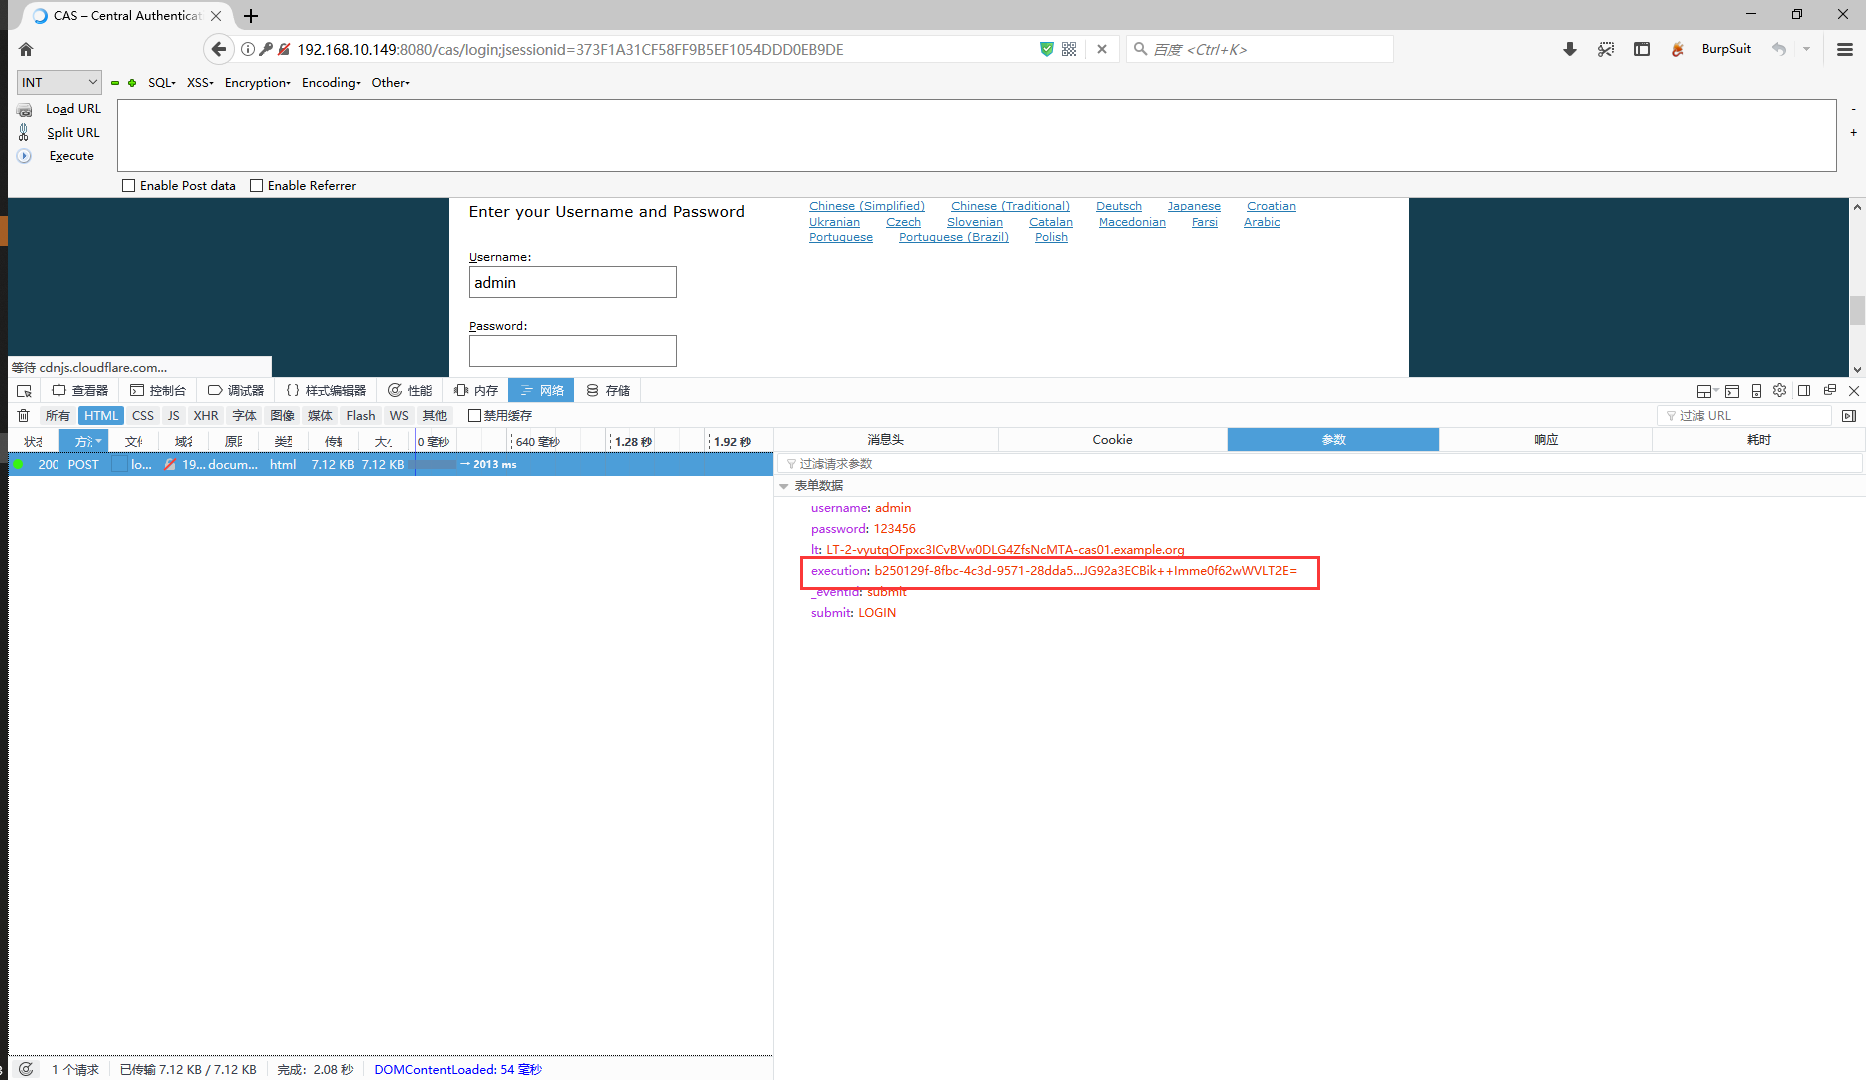 CAS – Central Authenticat
192.168.10.149:8080/cas/login;jsessionid=373F1A31CF58FF9B5EF1054DDD0EB9DE
百度 <Ctrl+K>
BurpSuit
INT
SQL
XSS
Encryption
Encoding
Other
Load URL
Split URL
Execute
-
+
Enable Post data
Enable Referrer
Enter your Username and Password
Chinese (Simplified) Chinese (Traditional) Deutsch Japanese Croatian
Ukranian Czech Slovenian Catalan Macedonian Farsi Arabic
Portuguese Portuguese (Brazil) Polish
Username:
admin
Password:
等待 cdnjs.cloudflare.com...
查看器 控制台 调试器 {} 样式编辑器 性能 内存 网络 存储
所有 HTML CSS JS XHR 字体 图像 媒体 Flash WS 其他 禁用缓存
过滤 URL
状态 方法 文件 域名 原因 类型 传输 大小 0 毫秒 640 毫秒 1.28 秒 1.92 秒
消息头 Cookie 参数 响应 耗时
200 POST lo... 19... docum... html 7.12 KB 7.12 KB → 2013 ms
过滤请求参数
表单数据
username: admin
password: 123456
lt: LT-2-vyutqOFpxc3ICvBVw0DLG4ZfsNcMTA-cas01.example.org
execution: b250129f-8fbc-4c3d-9571-28dda5...JG92a3ECBik++Imme0f62wWVLT2E=
_eventId: submit
submit: LOGIN
1 个请求 已传输 7.12 KB / 7.12 KB 完成: 2.08 秒 DOMContentLoaded: 54 毫秒